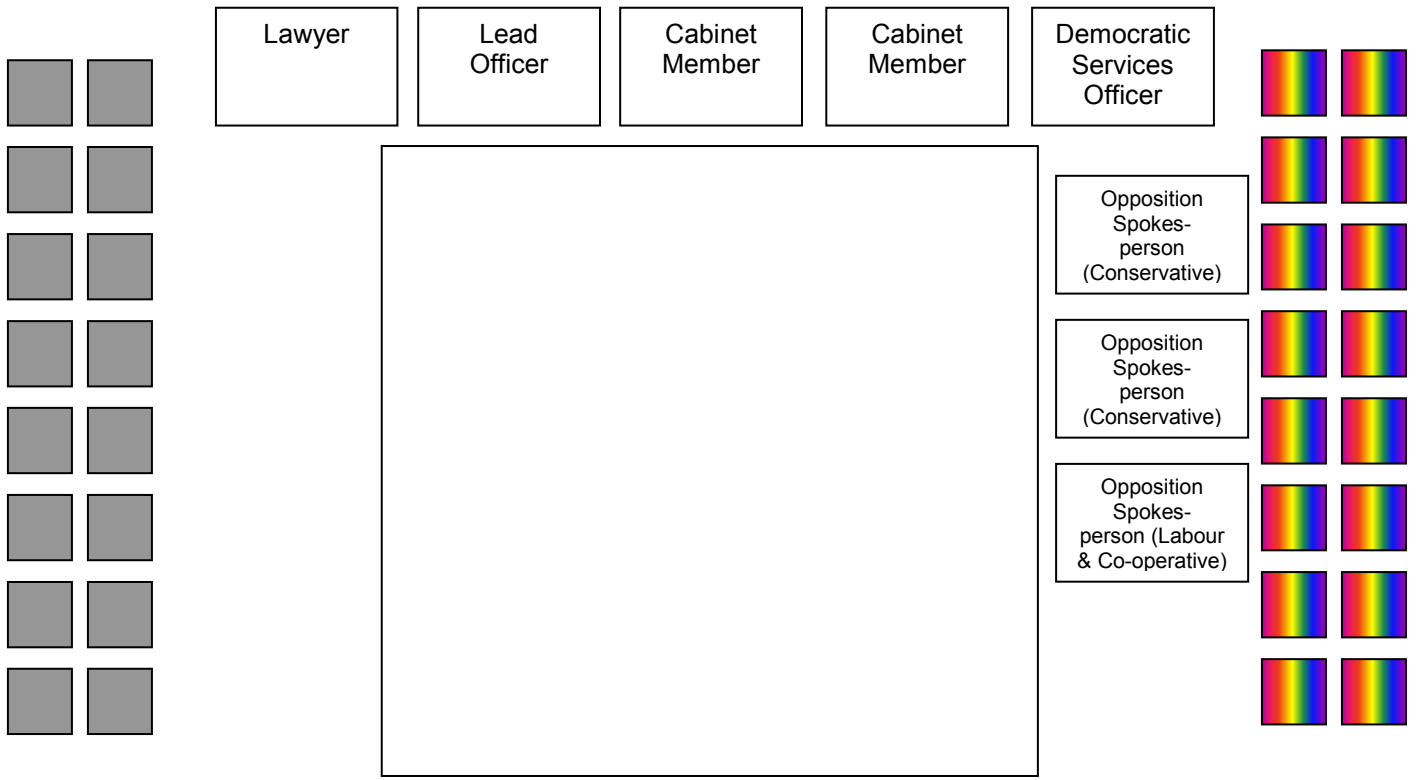 Lawyer
Lead
Officer
Cabinet
Member
Cabinet
Member
Democratic
Services
Officer
Opposition
Spokes-
person
(Conservative)
Opposition
Spokes-
person
(Conservative)
Opposition
Spokes-
person (Labour
& Co-operative)